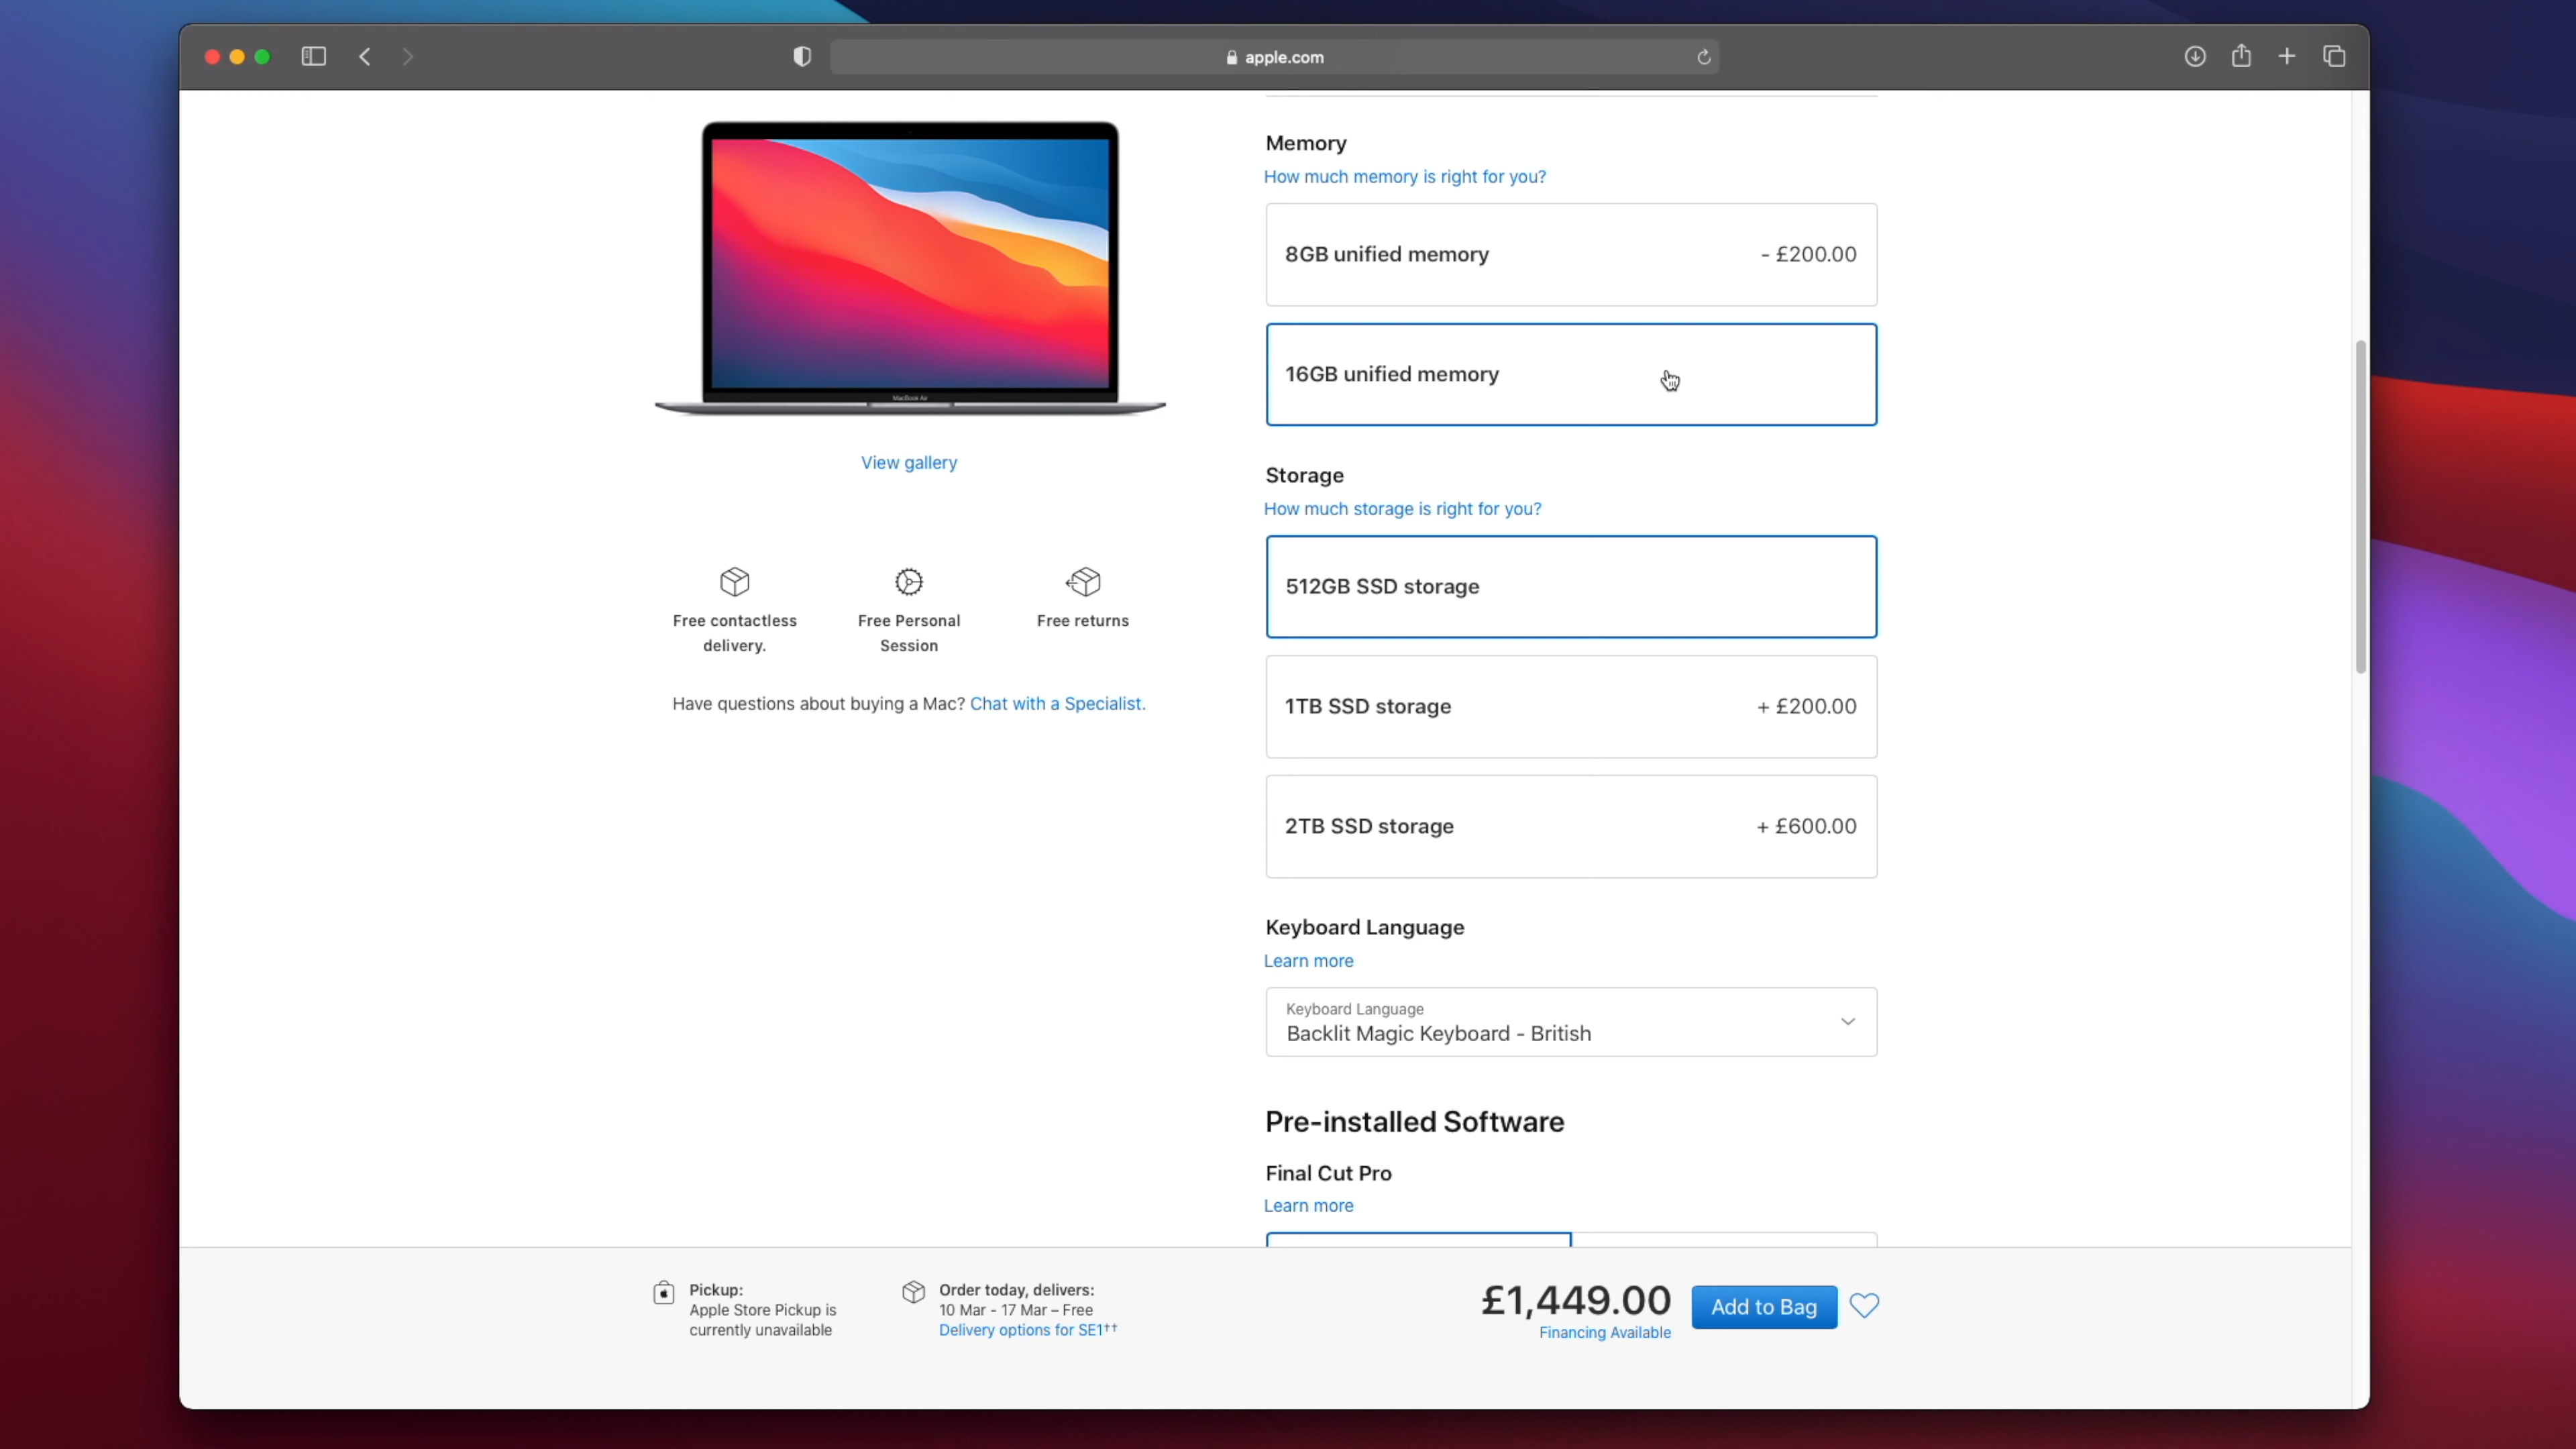 apple.com
Memory
How much memory is right for you?
8GB unified memory - £200.00
16GB unified memory
MacBook Air
View gallery
Storage
How much storage is right for you?
512GB SSD storage
Free contactless
delivery.
Free Personal
Session
Free returns
Have questions about buying a Mac? Chat with a Specialist.
1TB SSD storage + £200.00
2TB SSD storage + £600.00
Keyboard Language
Learn more
Keyboard Language
Backlit Magic Keyboard - British
Pre-installed Software
Final Cut Pro
Learn more
Pickup:
Apple Store Pickup is
currently unavailable
Order today, delivers:
10 Mar - 17 Mar – Free
Delivery options for SE1††
£1,449.00
Financing Available
Add to Bag